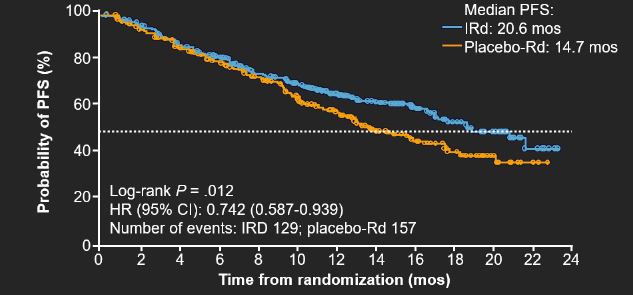 Median PFS:
IRd: 20.6 mos
Placebo-Rd: 14.7 mos
Probability of PFS (%)
100
80
60
40
20
0
Log-rank P = .012
HR (95% CI): 0.742 (0.587-0.939)
Number of events: IRD 129; placebo-Rd 157
0 2 4 6 8 10 12 14 16 18 20 22 24
Time from randomization (mos)